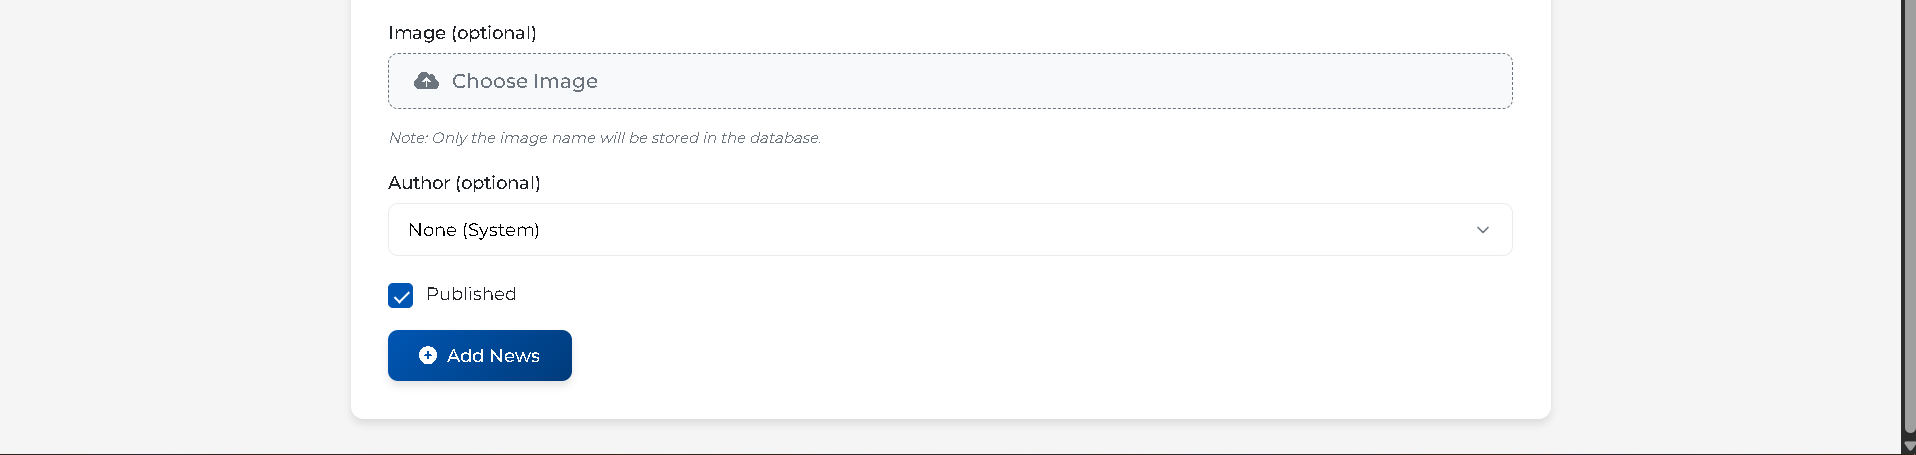 Image (optional)
Choose Image
Note: Only the image name will be stored in the database.
Author (optional)
None (System)
Published
Add News